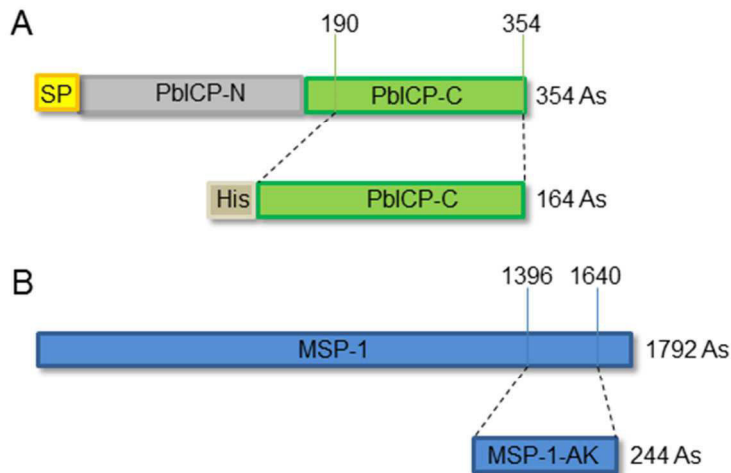 A
190 354
SP PbICP-N PbICP-C 354 As
His PbICP-C 164 As
B
1396 1640
MSP-1 1792 As
MSP-1-AK 244 As